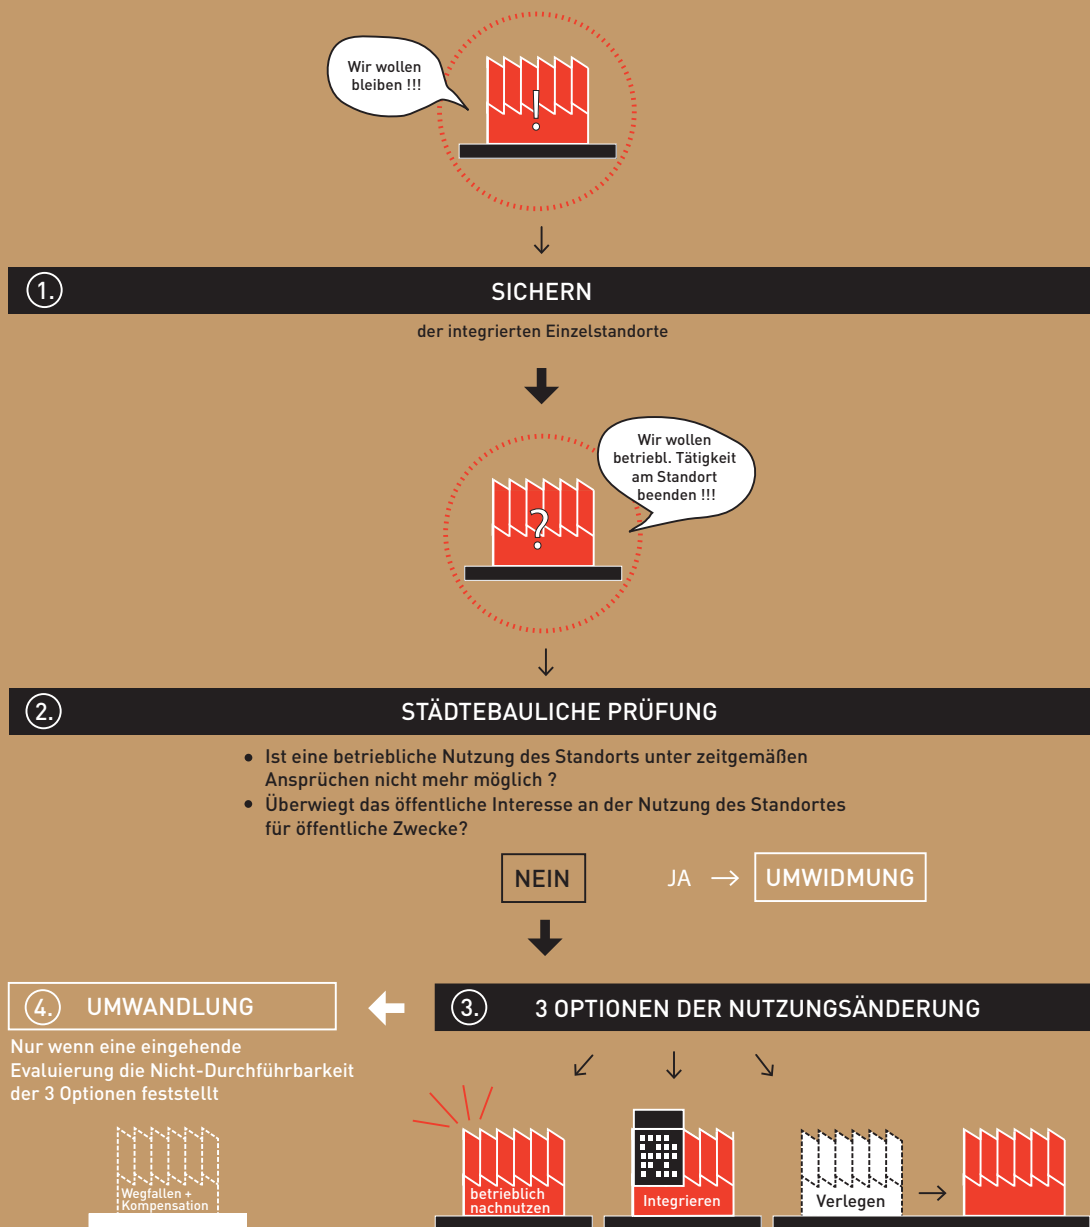 Wir wollen
bleiben !!!
!
1.
SICHERN
der integrierten Einzelstandorte
Wir wollen
betriebl. Tätigkeit
am Standort
beenden !!!
?
2.
STÄDTEBAULICHE PRÜFUNG
• Ist eine betriebliche Nutzung des Standorts unter zeitgemäßen
Ansprüchen nicht mehr möglich ?
• Überwiegt das öffentliche Interesse an der Nutzung des Standortes
für öffentliche Zwecke?
NEIN
JA → UMWIDMUNG
4. UMWANDLUNG
Nur wenn eine eingehende
Evaluierung die Nicht-Durchführbarkeit
der 3 Optionen feststellt
Wegfallen +
Kompensation
3. 3 OPTIONEN DER NUTZUNGSÄNDERUNG
betrieblich
nachnutzen
Integrieren
Verlegen